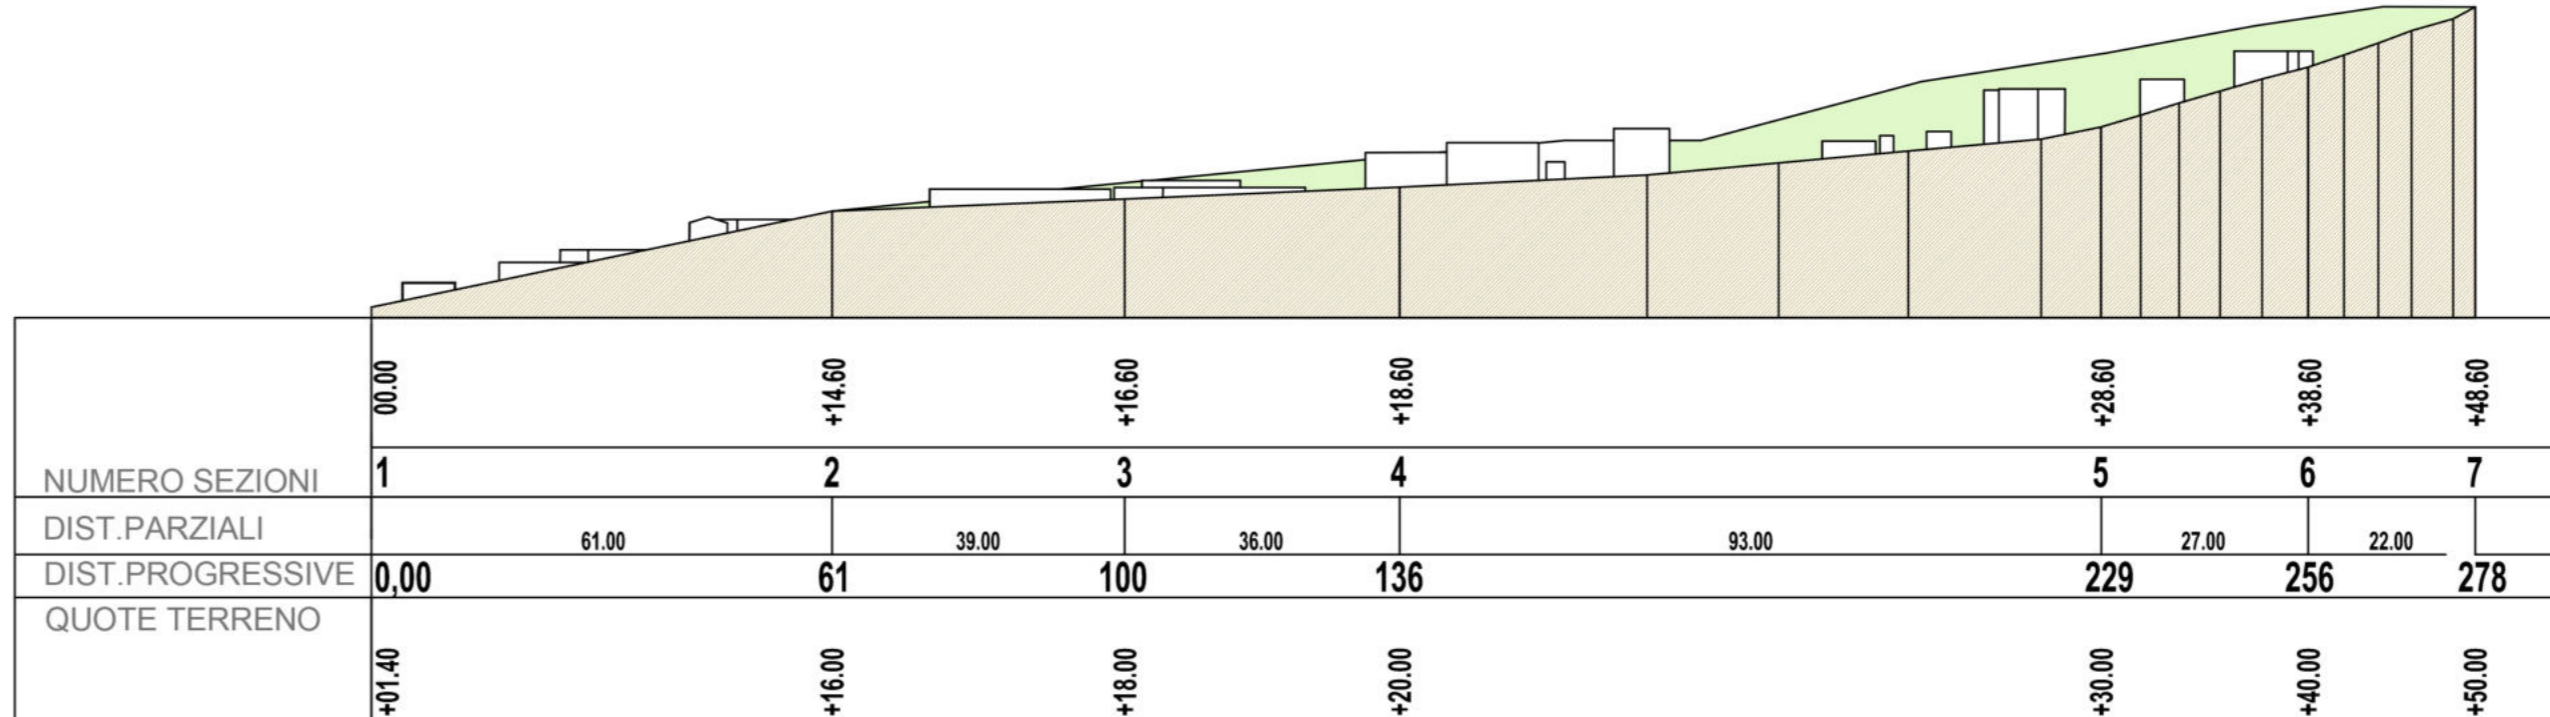 00.00 +14.60 +16.60 +18.60 +28.60 +38.60 +48.60
NUMERO SEZIONI 1 2 3 4 5 6 7
DIST.PARZIALI 61.00 39.00 36.00 93.00 27.00 22.00
DIST.PROGRESSIVE 0,00 61 100 136 229 256 278
QUOTE TERRENO
+01.40 +16.00 +18.00 +20.00 +30.00 +40.00 +50.00